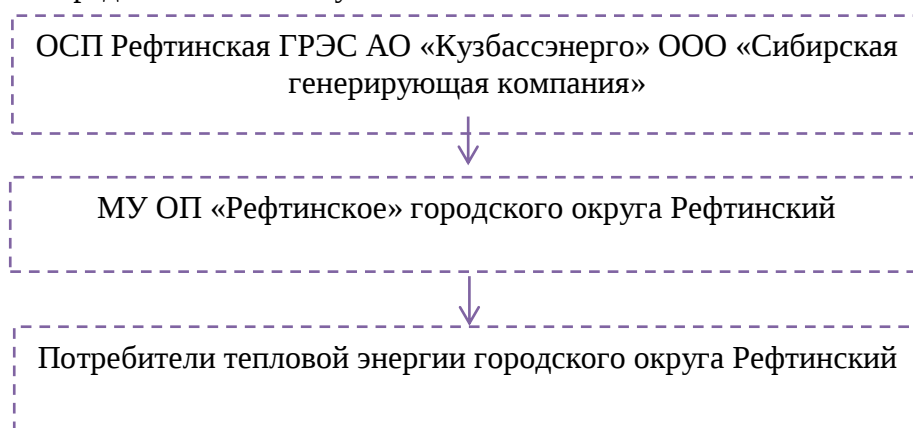 ОСП Рефтинская ГРЭС АО «Кузбассэнерго» ООО «Сибирская
генерирующая компания»
МУ ОП «Рефтинское» городского округа Рефтинский
Потребители тепловой энергии городского округа Рефтинский